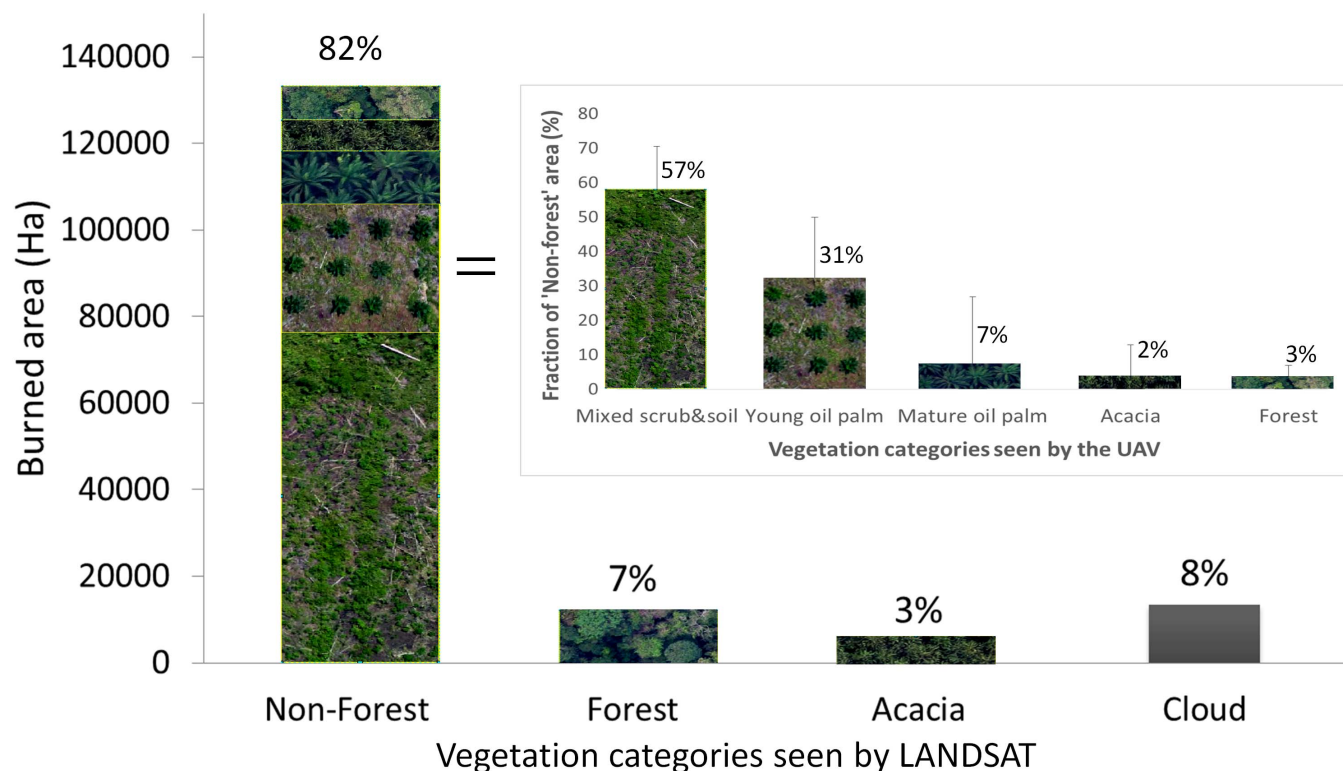 140000
120000
100000
80000
60000
40000
20000
0
Burned area (Ha)
82%
7%
3%
8%
Non-Forest
Forest
Acacia
Cloud
Vegetation categories seen by LANDSAT
=
80
70
60
50
40
30
20
10
0
Fraction of 'Non-forest' area (%)
57%
31%
7%
2%
3%
Mixed scrub&soil
Young oil palm
Mature oil palm
Acacia
Forest
Vegetation categories seen by the UAV